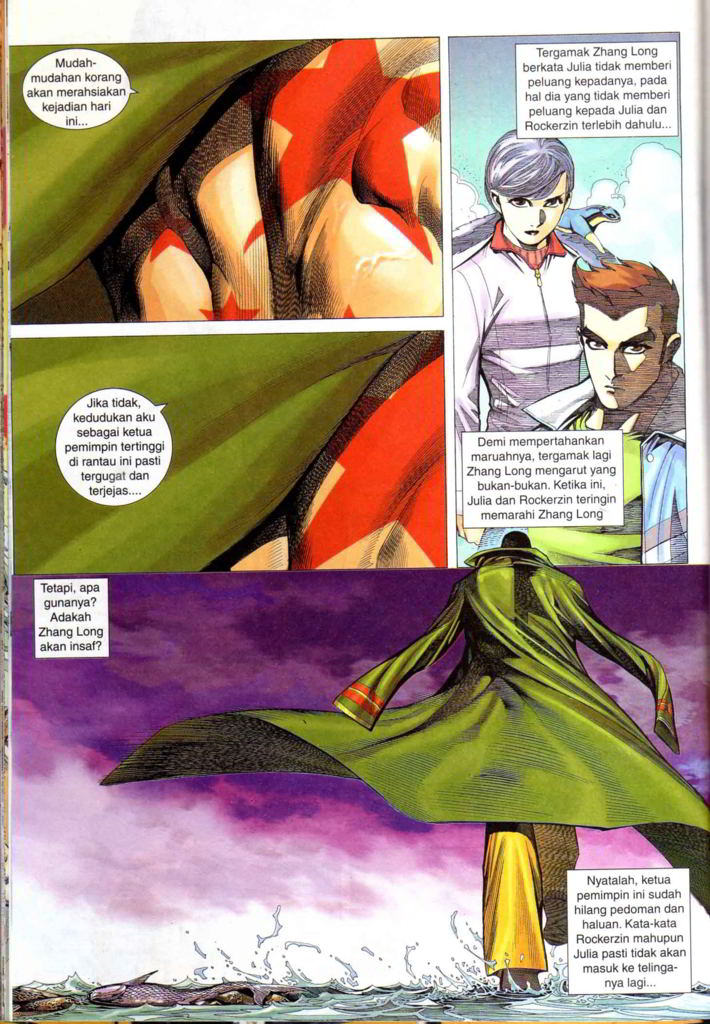 Mudah-
mudahan korang
akan merahsiakan
kejadian hari
ini...
Tergamak Zhang Long
berkata Julia tidak memberi
peluang kepadanya, pada
hal dia yang tidak memberi
peluang kepada Julia dan
Rockerzin terlebih dahulu...
Jika tidak,
kedudukan aku
sebagai ketua
pemimpin tertinggi
di rantau ini pasti
tergugat dan
terjejas....
Demi mempertahankan
maruahnya, tergamak lagi
Zhang Long mengarut yang
bukan-bukan. Ketika ini,
Julia dan Rockerzin teringin
memarahi Zhang Long
Tetapi, apa
gunanya?
Adakah
Zhang Long
akan insaf?
Nyatalah, ketua
pemimpin ini sudah
hilang pedoman dan
haluan. Kata-kata
Rockerzin mahupun
Julia pasti tidak akan
masuk ke telinga-
nya lagi...